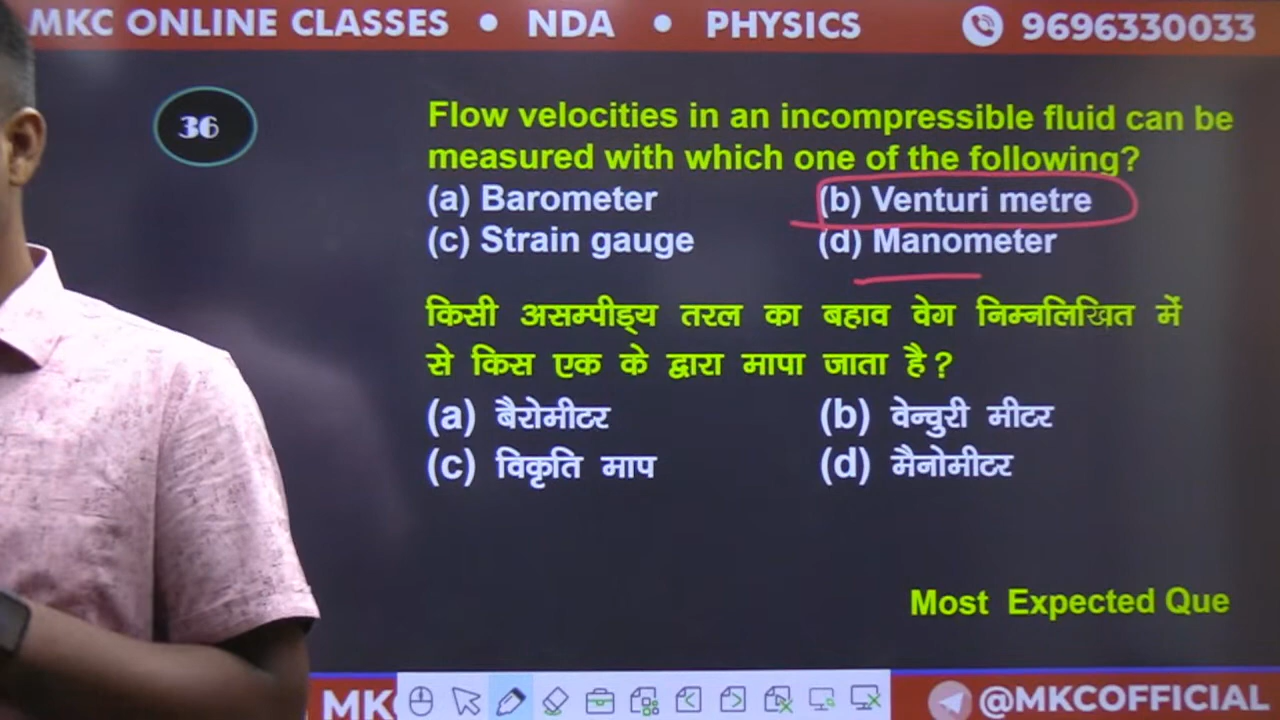 MKC ONLINE CLASSES • NDA • PHYSICS 9696330033
36
Flow velocities in an incompressible fluid can be
measured with which one of the following?
(a) Barometer (b) Venturi metre
(c) Strain gauge (d) Manometer
किसी असम्पीड्य तरल का बहाव वेग निम्नलिखित में
से किस एक के द्वारा मापा जाता है ?
(a) बैरोमीटर (b) वेन्चुरी मीटर
(c) विकृति माप (d) मैनोमीटर
Most Expected Que
MK @MKCOFFICIAL